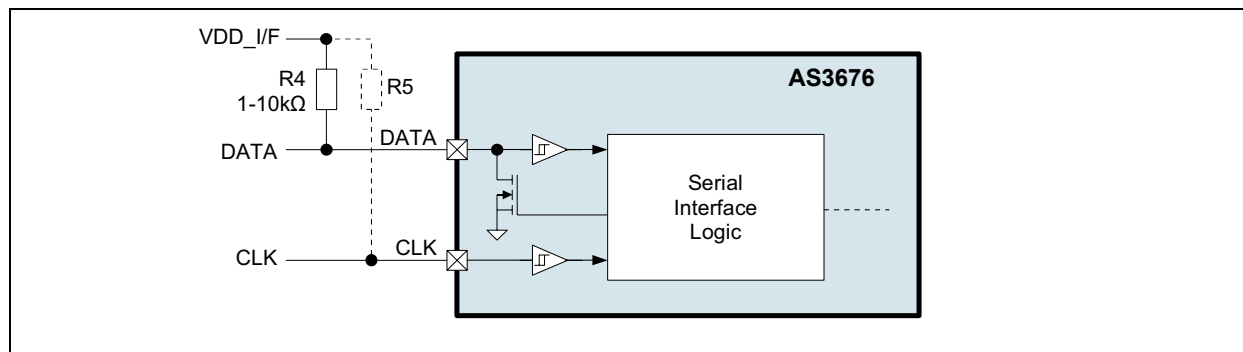 VDD_I/F
R4
1-10kΩ
R5
AS3676
DATA
DATA
Serial
Interface
Logic
CLK
CLK